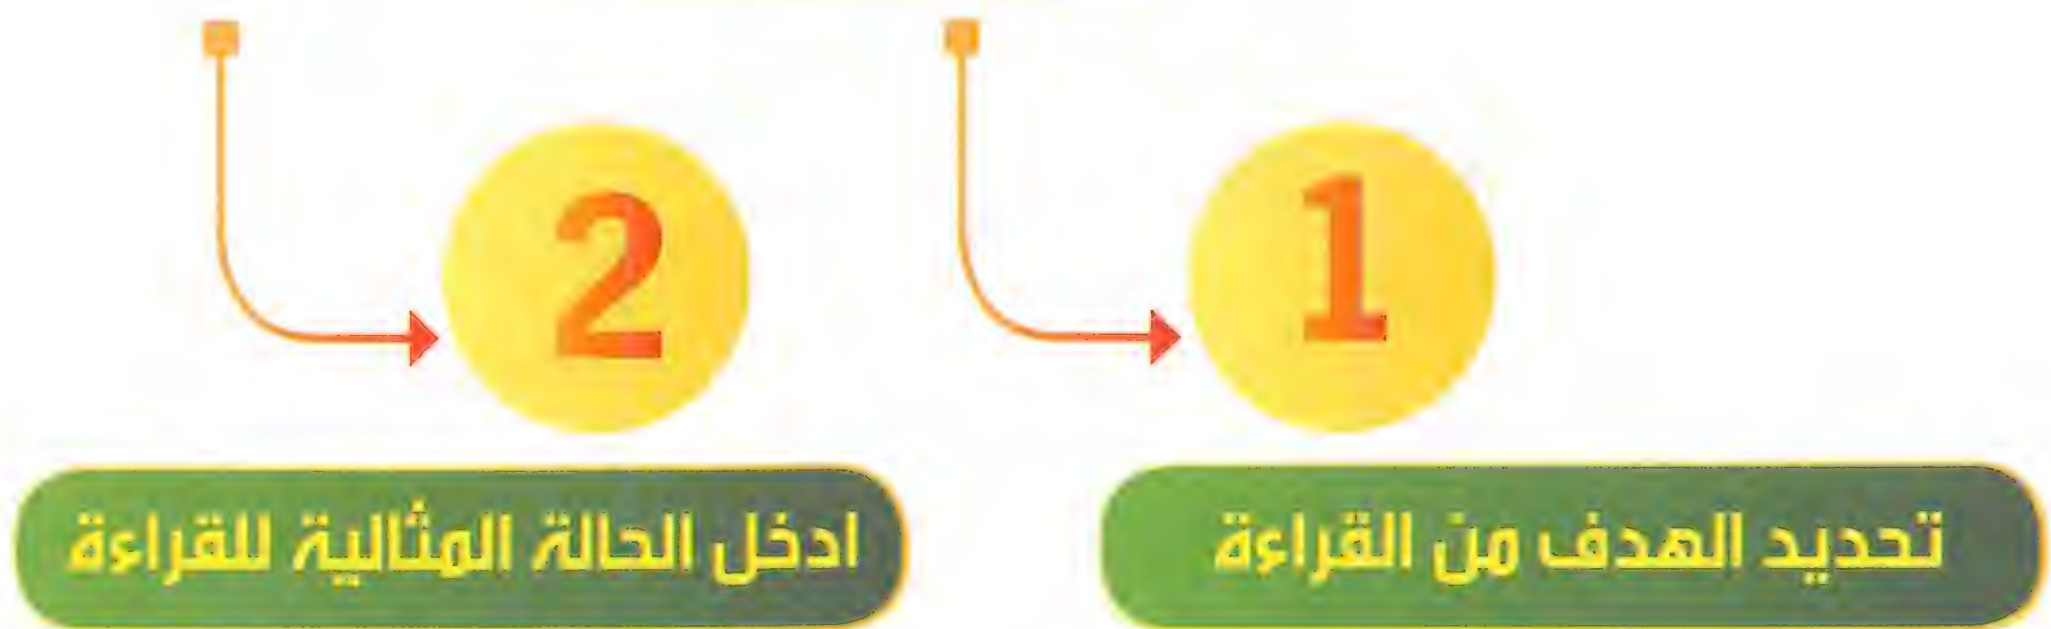 1
تحديد الهدف من القراءة
2
ادخل الحالة المثالية للقراءة